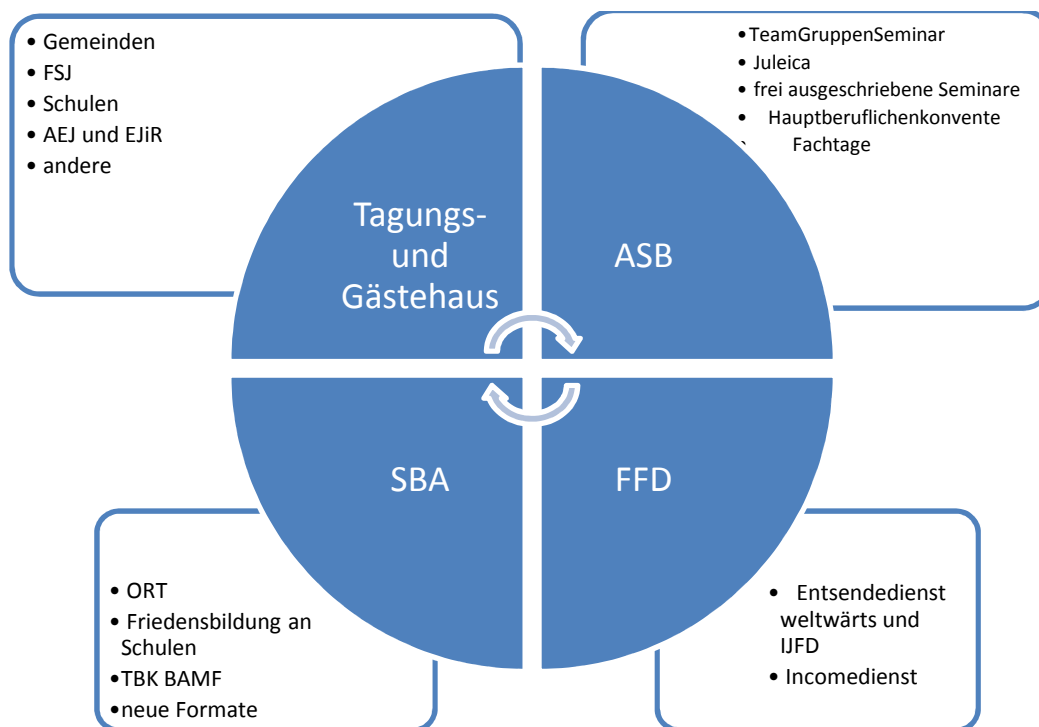 • Gemeinden
• FSJ
• Schulen
• AEJ und EJiR
• andere
•TeamGruppenSeminar
• Juleica
• frei ausgeschriebene Seminare
• Hauptberuflichenkonvente
Fachtage
Tagungs-
und
Gästehaus
ASB
SBA
FFD
• ORT
• Friedensbildung an
Schulen
•TBK BAMF
•neue Formate
• Entsendedienst
weltwärts und
IJFD
• Incomedienst